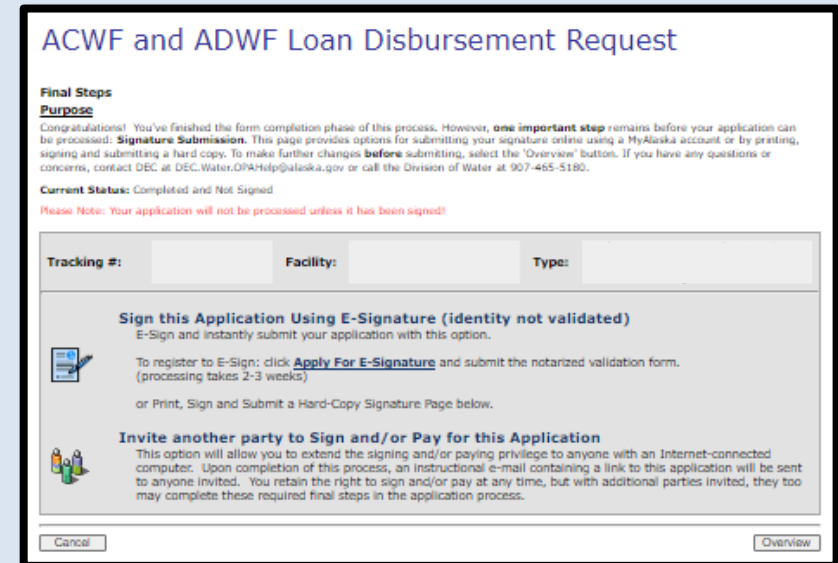 ACWF and ADWF Loan Disbursement Request
Final Steps
Purpose
Congratulations! You've finished the form completion phase of this process. However, one important step remains before your application can
be processed: Signature Submission. This page provides options for submitting your signature online using a MyAlaska account or by printing,
signing and submitting a hard copy. To make further changes before submitting, select the 'Overview' button. If you have any questions or
concerns, contact DEC at DEC.Water.OPAHelp@alaska.gov or call the Division of Water at 907-465-5180.
Current Status: Completed and Not Signed
Please Note: Your application will not be processed unless it has been signed!
Tracking #: Facility: Type:
Sign this Application Using E-Signature (identity not validated)
E-Sign and instantly submit your application with this option.
To register to E-Sign: click Apply For E-Signature and submit the notarized validation form.
(processing takes 2-3 weeks)
or Print, Sign and Submit a Hard-Copy Signature Page below.
Invite another party to Sign and/or Pay for this Application
This option will allow you to extend the signing and/or paying privilege to anyone with an Internet-connected
computer. Upon completion of this process, an instructional e-mail containing a link to this application will be sent
to anyone invited. You retain the right to sign and/or pay at any time, but with additional parties invited, they too
may complete these required final steps in the application process.
Cancel Overview